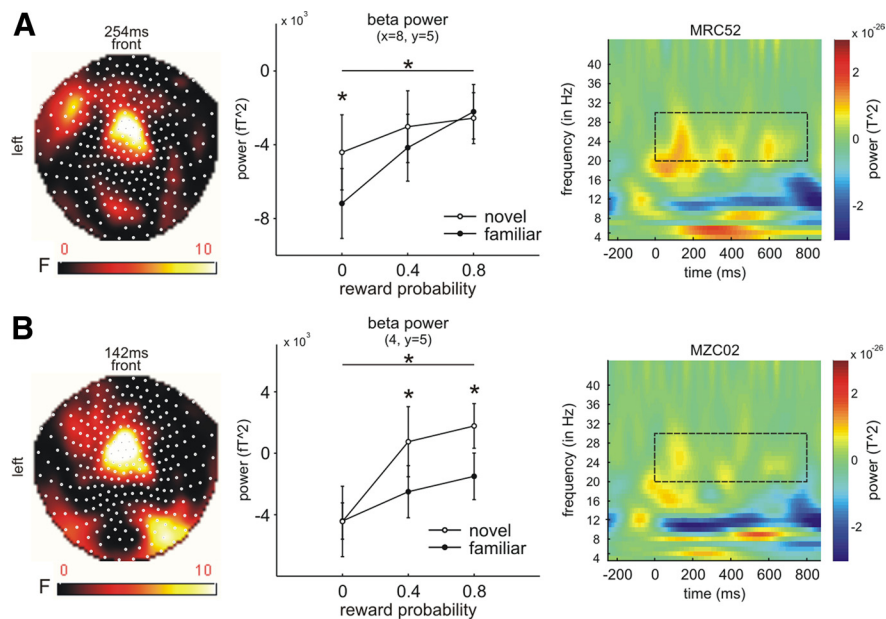 A
254ms
front
left
F
0
10
beta power
(x=8, y=5)
x 10³
power (fT^2)
0
-4
-8
*
*
novel
familiar
0
0.4
0.8
reward probability
MRC52
frequency (in Hz)
40
36
32
28
24
20
16
12
8
4
-200
0
200
400
600
800
time (ms)
x 10⁻²⁶
2
0
-2
power (T^2)
B
142ms
front
left
F
0
10
beta power
(4, y=5)
x 10³
power (fT^2)
4
0
-4
*
*
*
novel
familiar
0
0.4
0.8
reward probability
MZC02
frequency (in Hz)
40
36
32
28
24
20
16
12
8
4
-200
0
200
400
600
800
time (ms)
x 10⁻²⁶
2
0
-2
power (T^2)